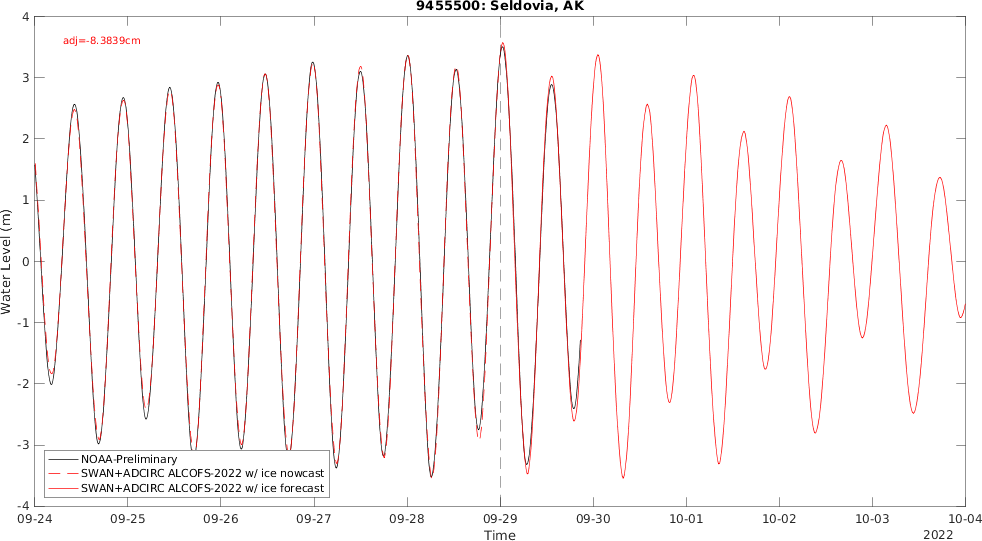 9455500: Seldovia, AK
adj=-8.3839cm
Water Level (m)
4
3
2
1
0
-1
-2
-3
-4
NOAA-Preliminary
SWAN+ADCIRC ALCOFS-2022 w/ ice nowcast
SWAN+ADCIRC ALCOFS-2022 w/ ice forecast
09-24 09-25 09-26 09-27 09-28 09-29 09-30 10-01 10-02 10-03 10-04
Time
2022